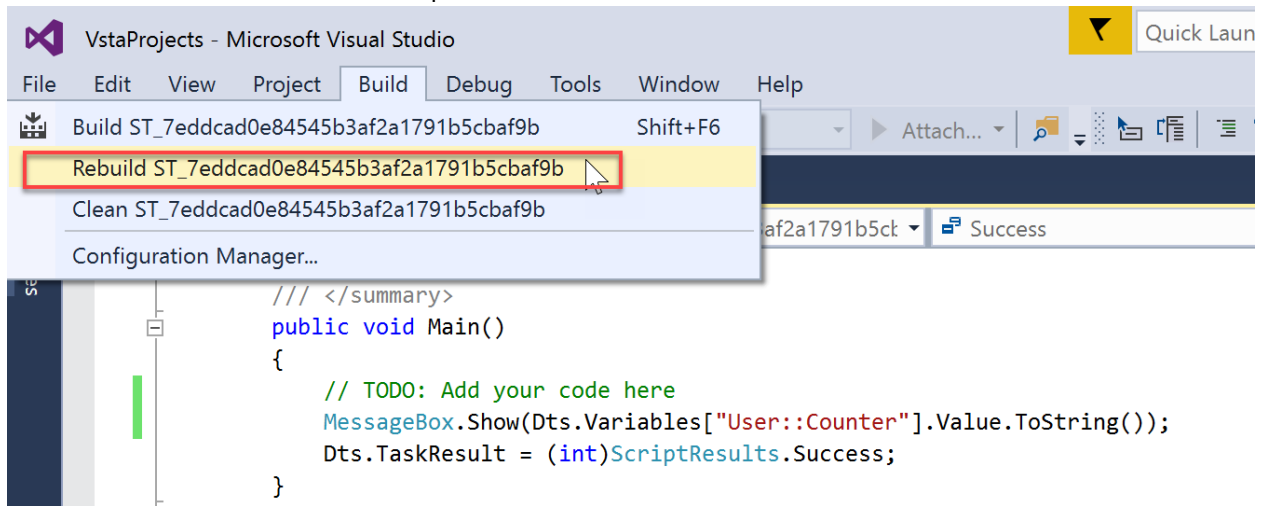 VstaProjects - Microsoft Visual Studio
Quick Laun
File Edit View Project Build Debug Tools Window Help
Build ST_7eddcad0e84545b3af2a1791b5cbaf9b Shift+F6
Attach...
Rebuild ST_7eddcad0e84545b3af2a1791b5cbaf9b
Clean ST_7eddcad0e84545b3af2a1791b5cbaf9b
af2a1791b5ck Success
Configuration Manager...
/// </summary>
public void Main()
{
// TODO: Add your code here
MessageBox.Show(Dts.Variables["User::Counter"].Value.ToString());
Dts.TaskResult = (int)ScriptResults.Success;
}